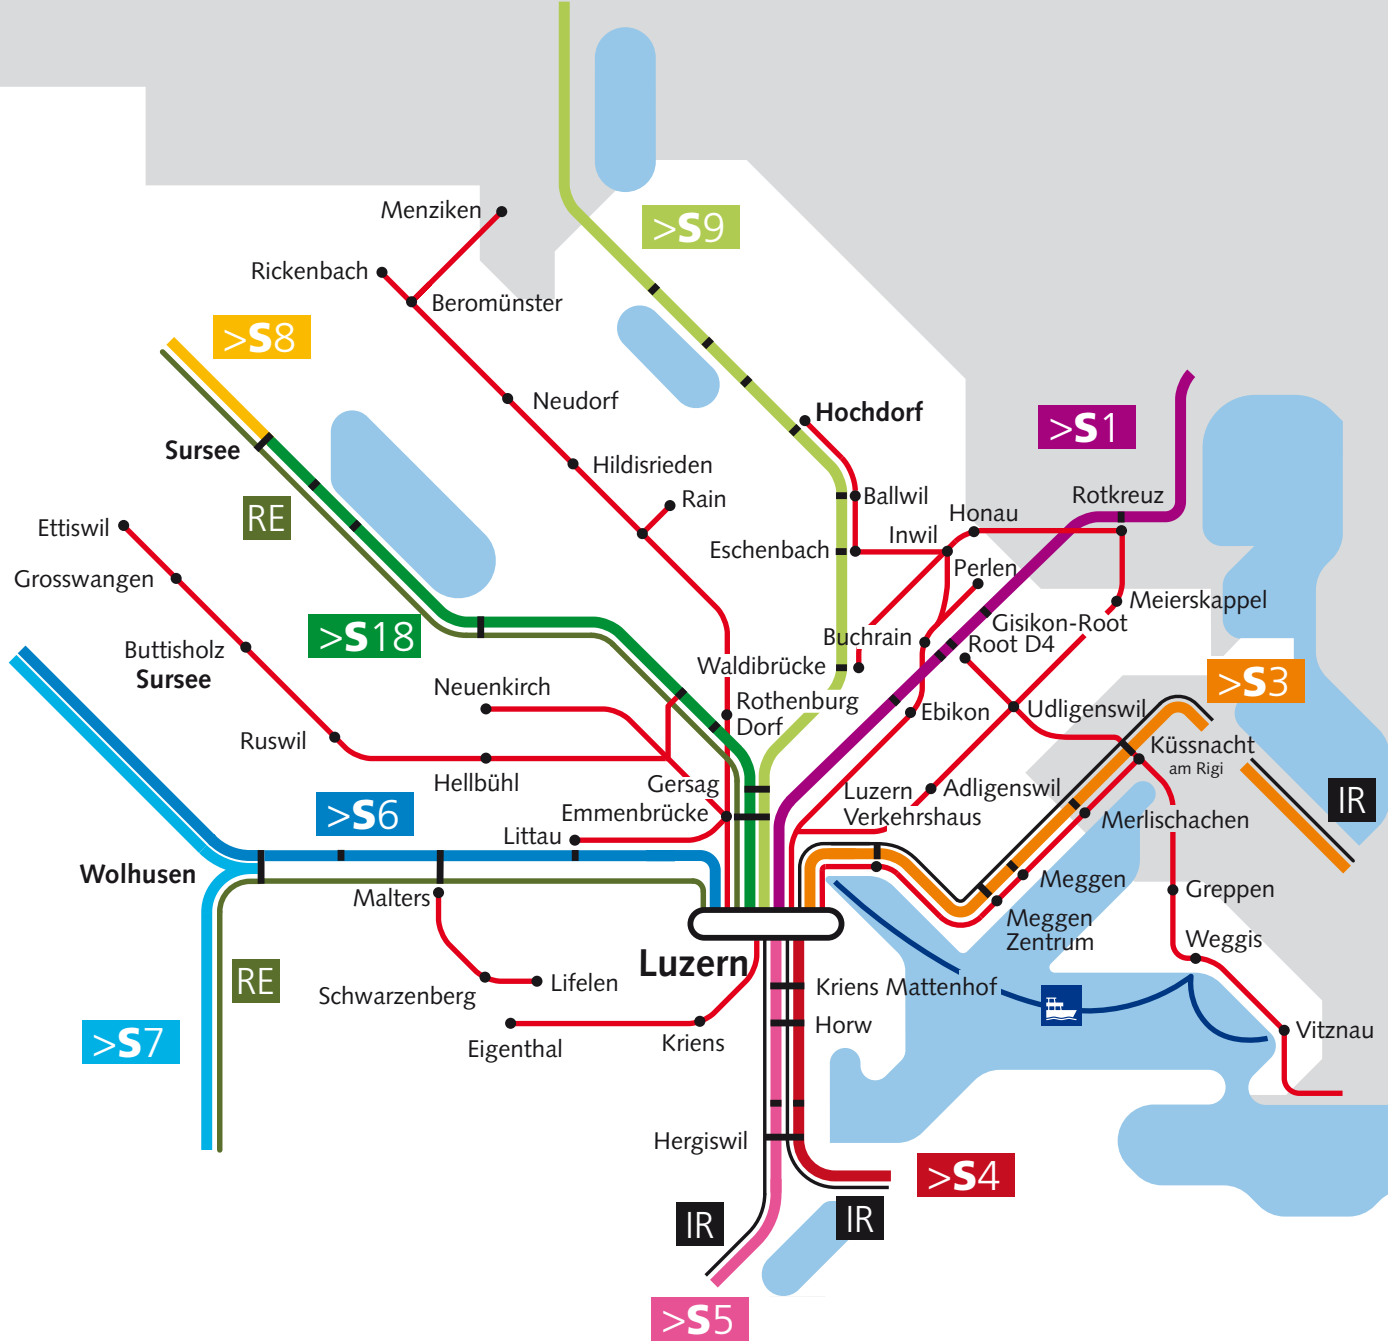 Menziken
>S9
Rickenbach
Beromünster
>S8
Neudorf
Hochdorf
>S1
Sursee
Hildisrieden
Rain
Ballwil
Rotkreuz
RE
Honau
Ettiswil
Inwil
Eschenbach
Perlen
Grosswangen
Meierskappel
Gisikon-Root
>S18
Buchrain
Root D4
Buttisholz
Sursee
Waldibrücke
>S3
Neuenkirch
Rothenburg
Dorf
Ebikon
Udligenswil
Ruswil
Küssnacht
am Rigi
Hellbühl
Gersag
Luzern
Verkehrshaus
Adligenswil
IR
>S6
Emmenbrücke
Littau
Merlischachen
Wolhusen
Malters
Meggen
Greppen
Meggen
Zentrum
Weggis
Luzern
RE
Schwarzenberg
Lifelen
Kriens Mattenhof
>S7
Eigenthal
Kriens
Horw
Vitznau
Hergiswil
>S4
IR
IR
>S5